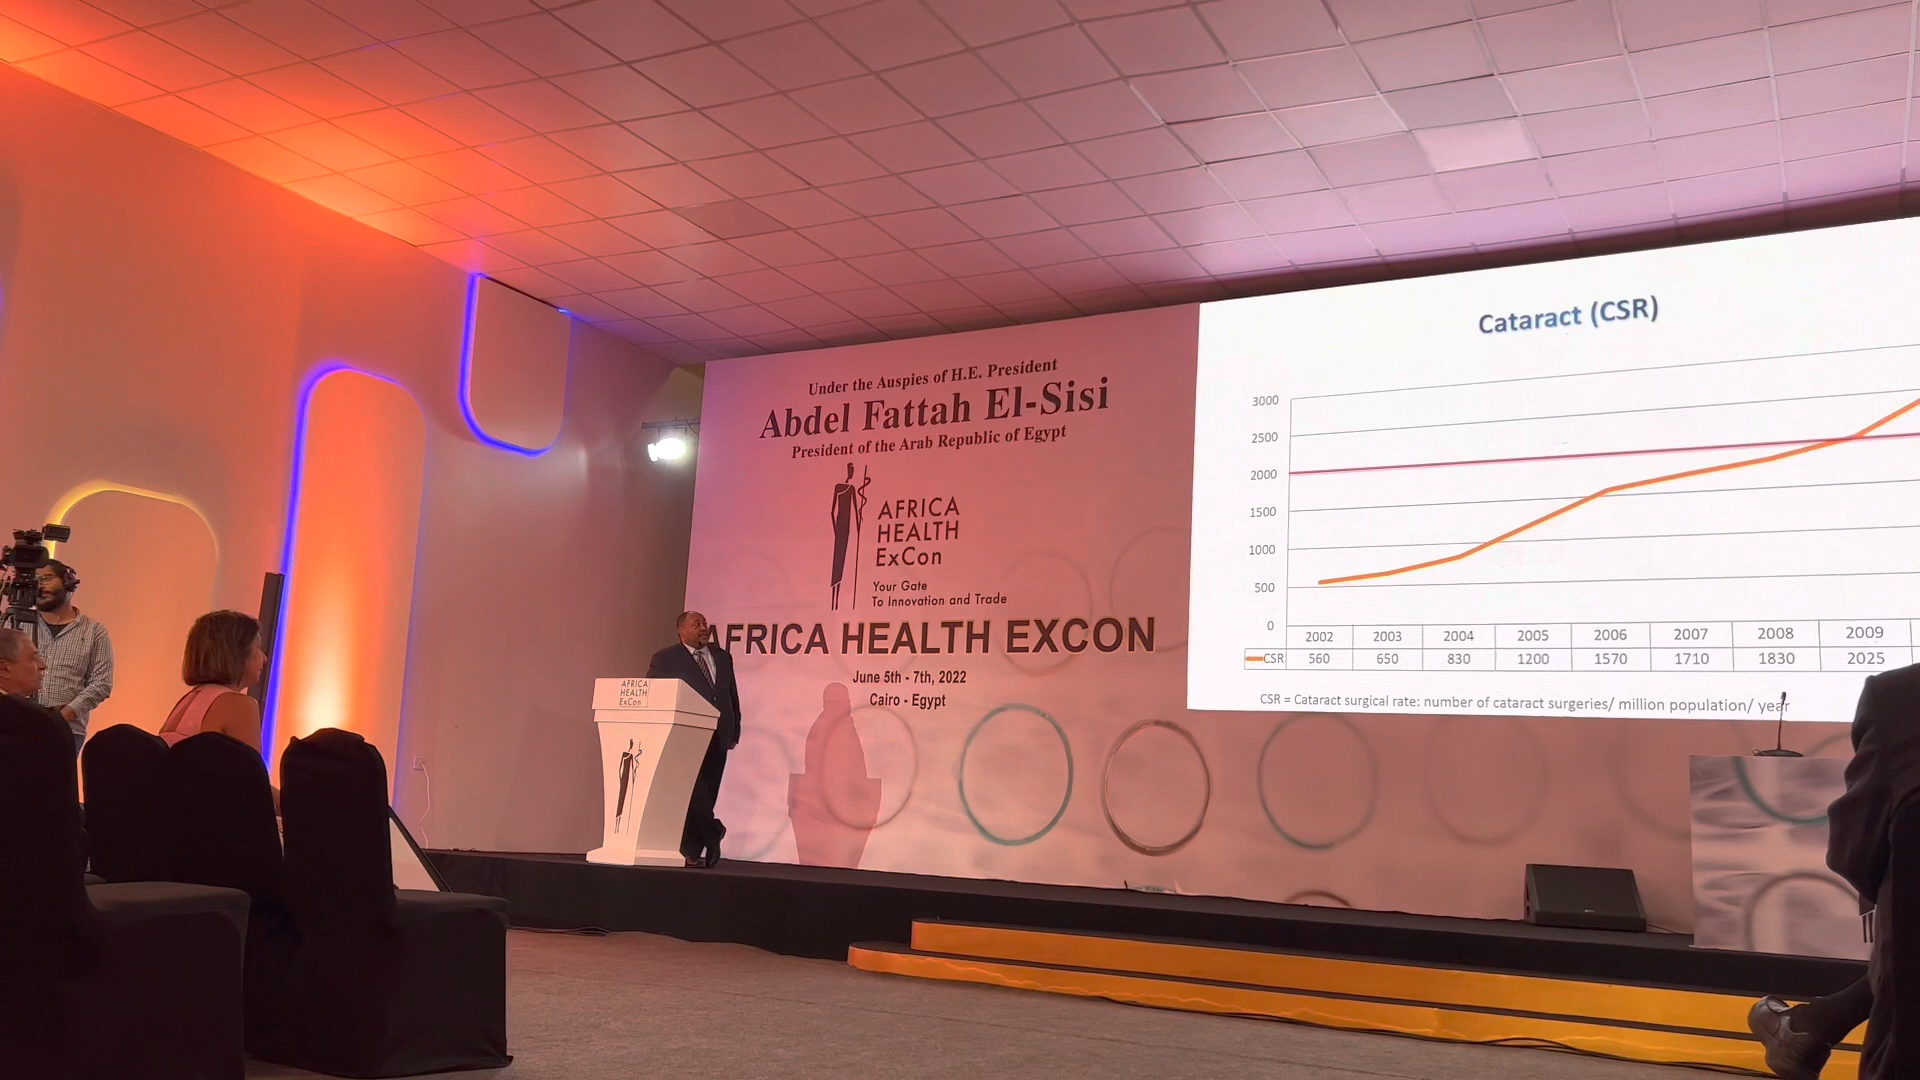 Under the Auspies of H.E. President
Abdel Fattah El-Sisi
President of the Arab Republic of Egypt
AFRICA
HEALTH
ExCon
Your Gate
To Innovation and Trade
AFRICA HEALTH EXCON
June 5th - 7th, 2022
Cairo - Egypt
AFRICA
HEALTH
ExCon
Cataract (CSR)
3000
2500
2000
1500
1000
500
0
2002 2003 2004 2005 2006 2007 2008 2009
CSR 560 650 830 1200 1570 1710 1830 2025
CSR = Cataract surgical rate: number of cataract surgeries/ million population/ year